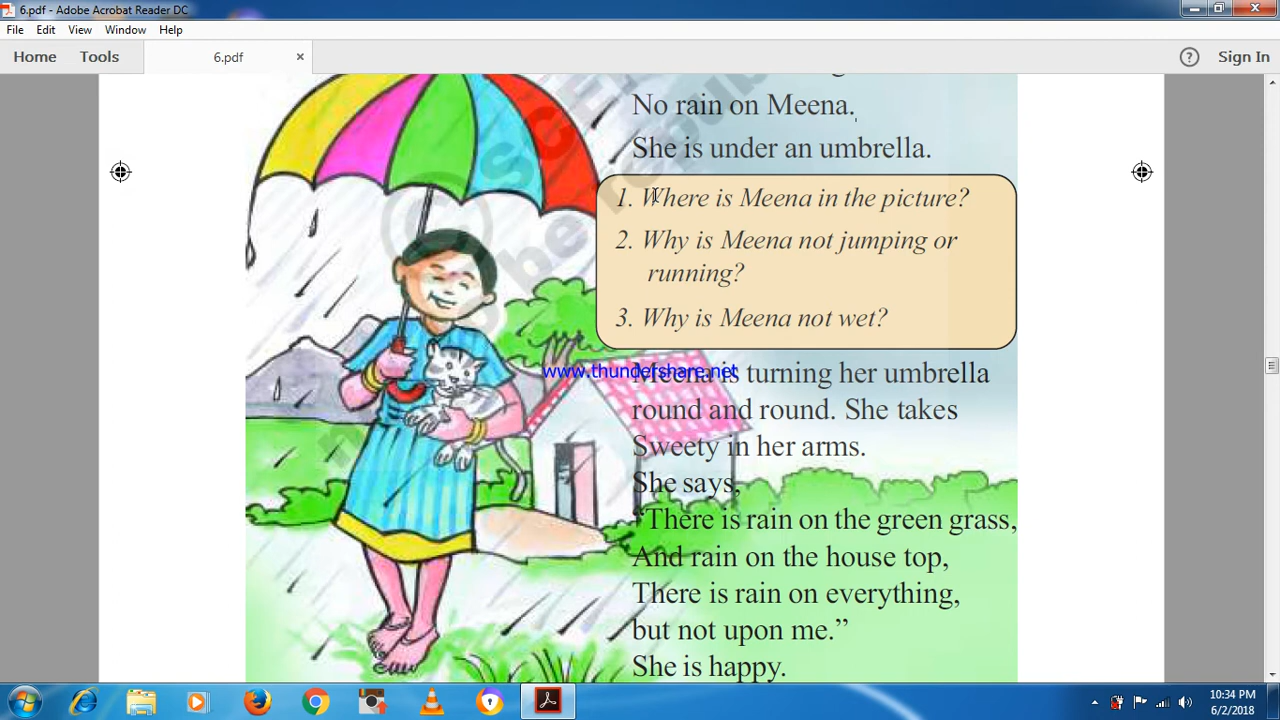 6.pdf - Adobe Acrobat Reader DC
File Edit View Window Help
Home Tools 6.pdf × ? Sign In
No rain on Meena.
She is under an umbrella.
1. Where is Meena in the picture?
2. Why is Meena not jumping or
running?
3. Why is Meena not wet?
www.thundershare.net
Meena is turning her umbrella
round and round. She takes
Sweety in her arms.
She says,
“There is rain on the green grass,
And rain on the house top,
There is rain on everything,
but not upon me.”
She is happy.
10:34 PM
6/2/2018